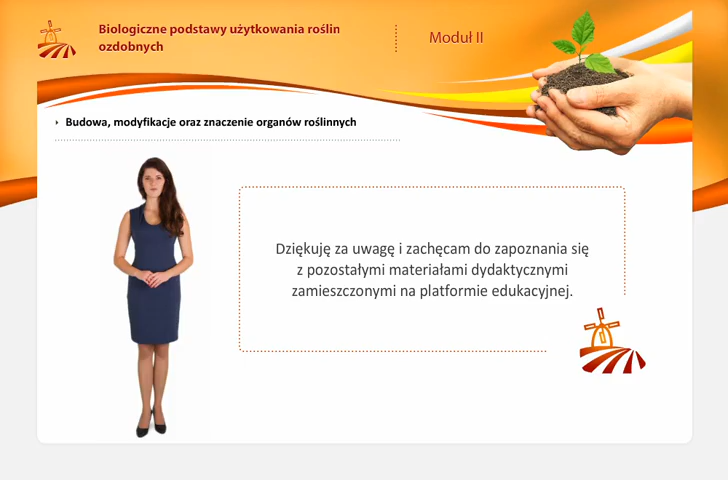 Biologiczne podstawy użytkowania roślin
ozdobnych
Moduł II
Budowa, modyfikacje oraz znaczenie organów roślinnych
Dziękuję za uwagę i zachęcam do zapoznania się
z pozostałymi materiałami dydaktycznymi
zamieszczonymi na platformie edukacyjnej.